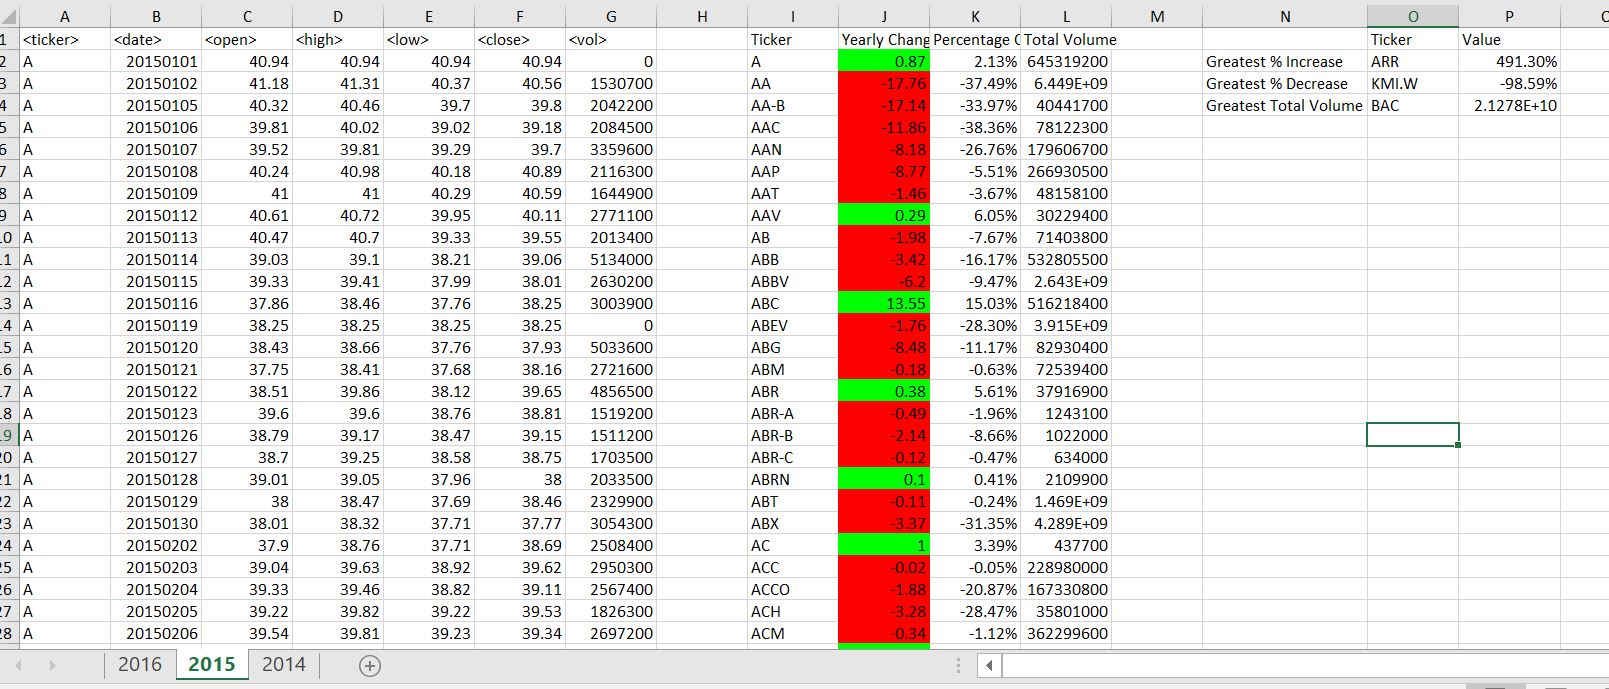 A B C D E F G H I J K L M N O P
1 <ticker> <date> <open> <high> <low> <close> <vol> Ticker Yearly Chang Percentage C Total Volume Ticker Value
2 A 20150101 40.94 40.94 40.94 40.94 0 A 0.87 2.13% 645319200 Greatest % Increase ARR 491.30%
3 A 20150102 41.18 41.31 40.37 40.56 1530700 AA -17.76 -37.49% 6.449E+09 Greatest % Decrease KMI.W -98.59%
4 A 20150105 40.32 40.46 39.7 39.8 2042200 AA-B -17.14 -33.97% 40441700 Greatest Total Volume BAC 2.1278E+10
5 A 20150106 39.81 40.02 39.02 39.18 2084500 AAC -11.86 -38.36% 78122300
6 A 20150107 39.52 39.81 39.29 39.7 3359600 AAN -8.18 -26.76% 179606700
7 A 20150108 40.24 40.98 40.18 40.89 2116300 AAP -8.77 -5.51% 266930500
8 A 20150109 41 41 40.29 40.59 1644900 AAT -1.46 -3.67% 48158100
9 A 20150112 40.61 40.72 39.95 40.11 2771100 AAV 0.29 6.05% 30229400
10 A 20150113 40.47 40.7 39.33 39.55 2013400 AB -1.98 -7.67% 71403800
11 A 20150114 39.03 39.1 38.21 39.06 5134000 ABB -3.42 -16.17% 532805500
12 A 20150115 39.33 39.41 37.99 38.01 2630200 ABBV -6.2 -9.47% 2.643E+09
13 A 20150116 37.86 38.46 37.76 38.25 3003900 ABC 13.55 15.03% 516218400
14 A 20150119 38.25 38.25 38.25 38.25 0 ABEV -1.76 -28.30% 3.915E+09
15 A 20150120 38.43 38.66 37.76 37.93 5033600 ABG -8.48 -11.17% 82930400
16 A 20150121 37.75 38.41 37.68 38.16 2721600 ABM -0.18 -0.63% 72539400
17 A 20150122 38.51 39.86 38.12 39.65 4856500 ABR 0.38 5.61% 37916900
18 A 20150123 39.6 39.6 38.76 38.81 1519200 ABR-A -0.49 -1.96% 1243100
19 A 20150126 38.79 39.17 38.47 39.15 1511200 ABR-B -2.14 -8.66% 1022000
20 A 20150127 38.7 39.25 38.58 38.75 1703500 ABR-C -0.12 -0.47% 634000
21 A 20150128 39.01 39.05 37.96 38 2033500 ABRN 0.1 0.41% 2109900
22 A 20150129 38 38.47 37.69 38.46 2329900 ABT -0.11 -0.24% 1.469E+09
23 A 20150130 38.01 38.32 37.71 37.77 3054300 ABX -3.37 -31.35% 4.289E+09
24 A 20150202 37.9 38.76 37.71 38.69 2508400 AC 1 3.39% 437700
25 A 20150203 39.04 39.63 38.92 39.62 2950300 ACC -0.02 -0.05% 228980000
26 A 20150204 39.33 39.46 38.82 39.11 2567400 ACCO -1.88 -20.87% 167330800
27 A 20150205 39.22 39.82 39.22 39.53 1826300 ACH -3.28 -28.47% 35801000
28 A 20150206 39.54 39.81 39.23 39.34 2697200 ACM -0.34 -1.12% 362299600
2016 2015 2014